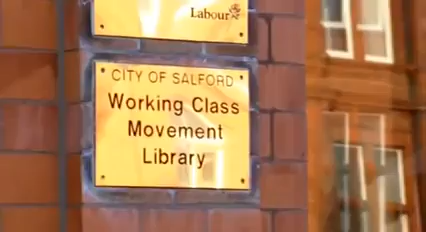 Labour
CITY OF SALFORD
Working Class
Movement
Library